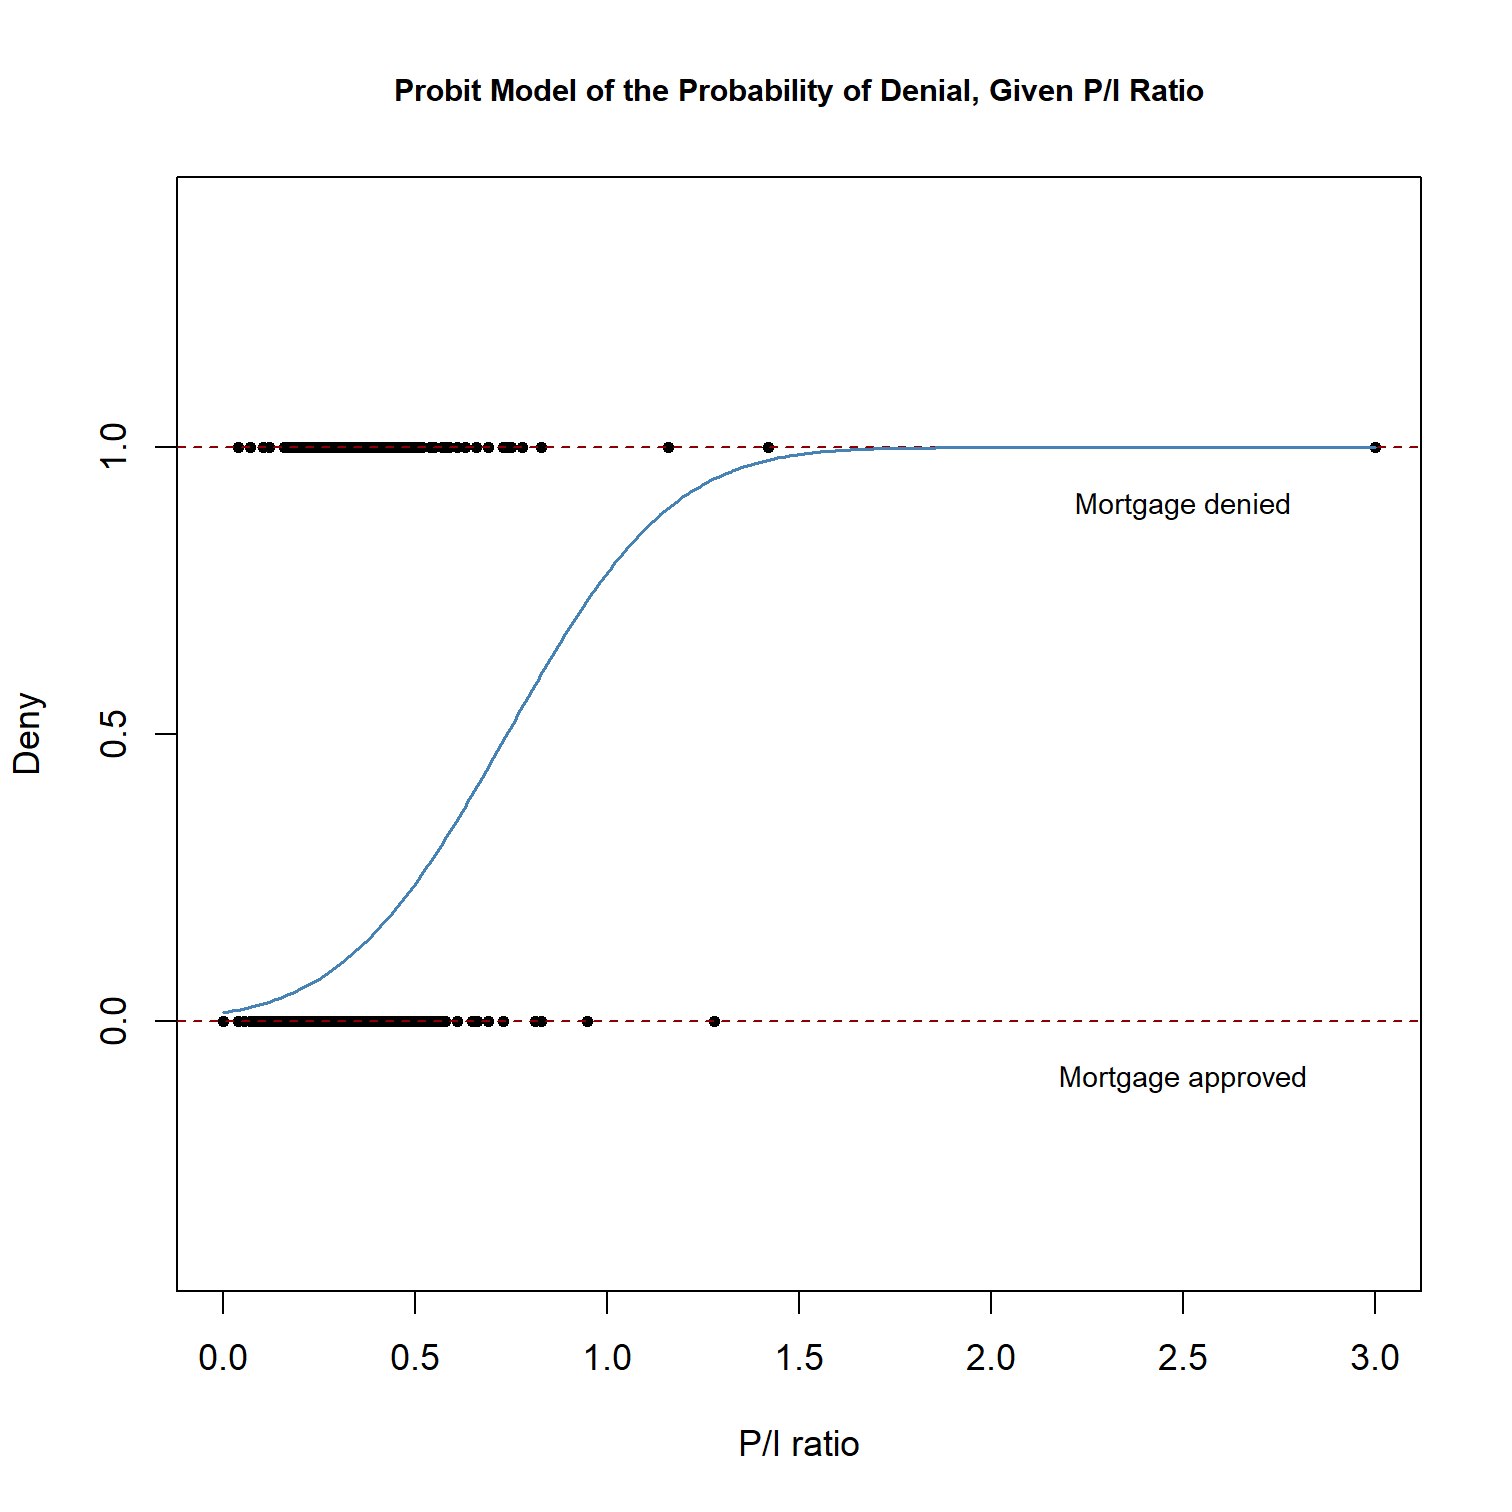 Probit Model of the Probability of Denial, Given P/I Ratio
Deny
1.0
0.5
0.0
Mortgage denied
Mortgage approved
0.0 0.5 1.0 1.5 2.0 2.5 3.0
P/I ratio